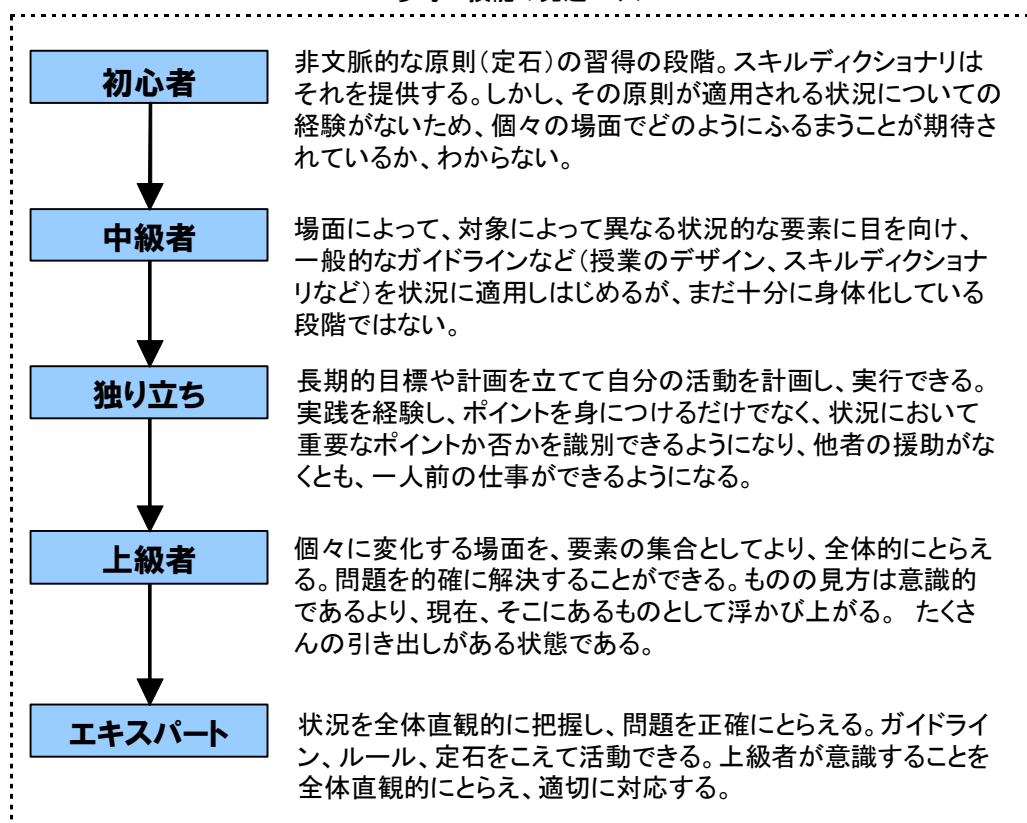 初心者
非文脈的な原則(定石)の習得の段階。スキルディクショナリは
それを提供する。しかし、その原則が適用される状況についての
経験がないため、個々の場面でどのようにふるまうことが期待さ
れているか、わからない。
中級者
場面によって、対象によって異なる状況的な要素に目を向け、
一般的なガイドラインなど(授業のデザイン、スキルディクショナ
リなど)を状況に適用しはじめるが、まだ十分に身体化している
段階ではない。
独り立ち
長期的目標や計画を立てて自分の活動を計画し、実行できる。
実践を経験し、ポイントを身につけるだけでなく、状況において
重要なポイントか否かを識別できるようになり、他者の援助がな
くとも、一人前の仕事ができるようになる。
上級者
個々に変化する場面を、要素の集合としてより、全体的にとらえ
る。問題を的確に解決することができる。ものの見方は意識的
であるより、現在、そこにあるものとして浮かび上がる。 たくさ
んの引き出しがある状態である。
エキスパート
状況を全体直観的に把握し、問題を正確にとらえる。ガイドライ
ン、ルール、定石をこえて活動できる。上級者が意識することを
全体直観的にとらえ、適切に対応する。